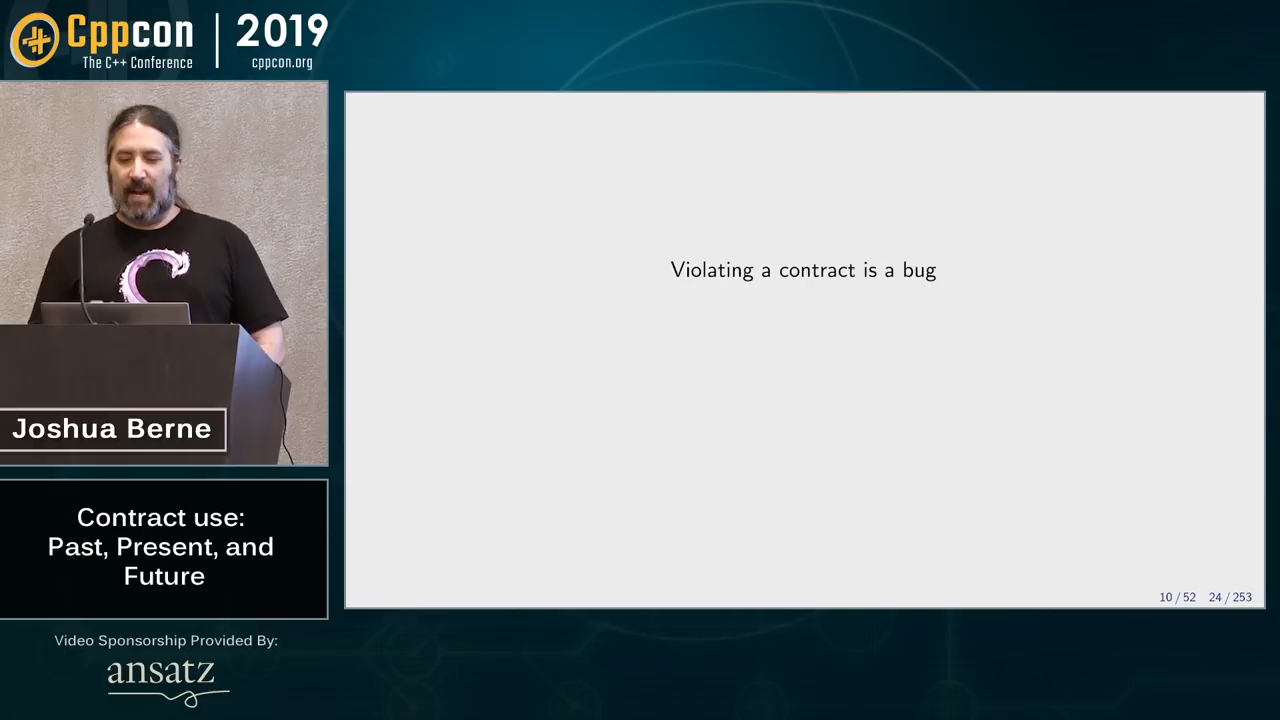 Cppcon
The C++ Conference
2019
cppcon.org
Violating a contract is a bug
10 / 52 24 / 253
Joshua Berne
Contract use:
Past, Present, and
Future
Video Sponsorship Provided By:
ansatz